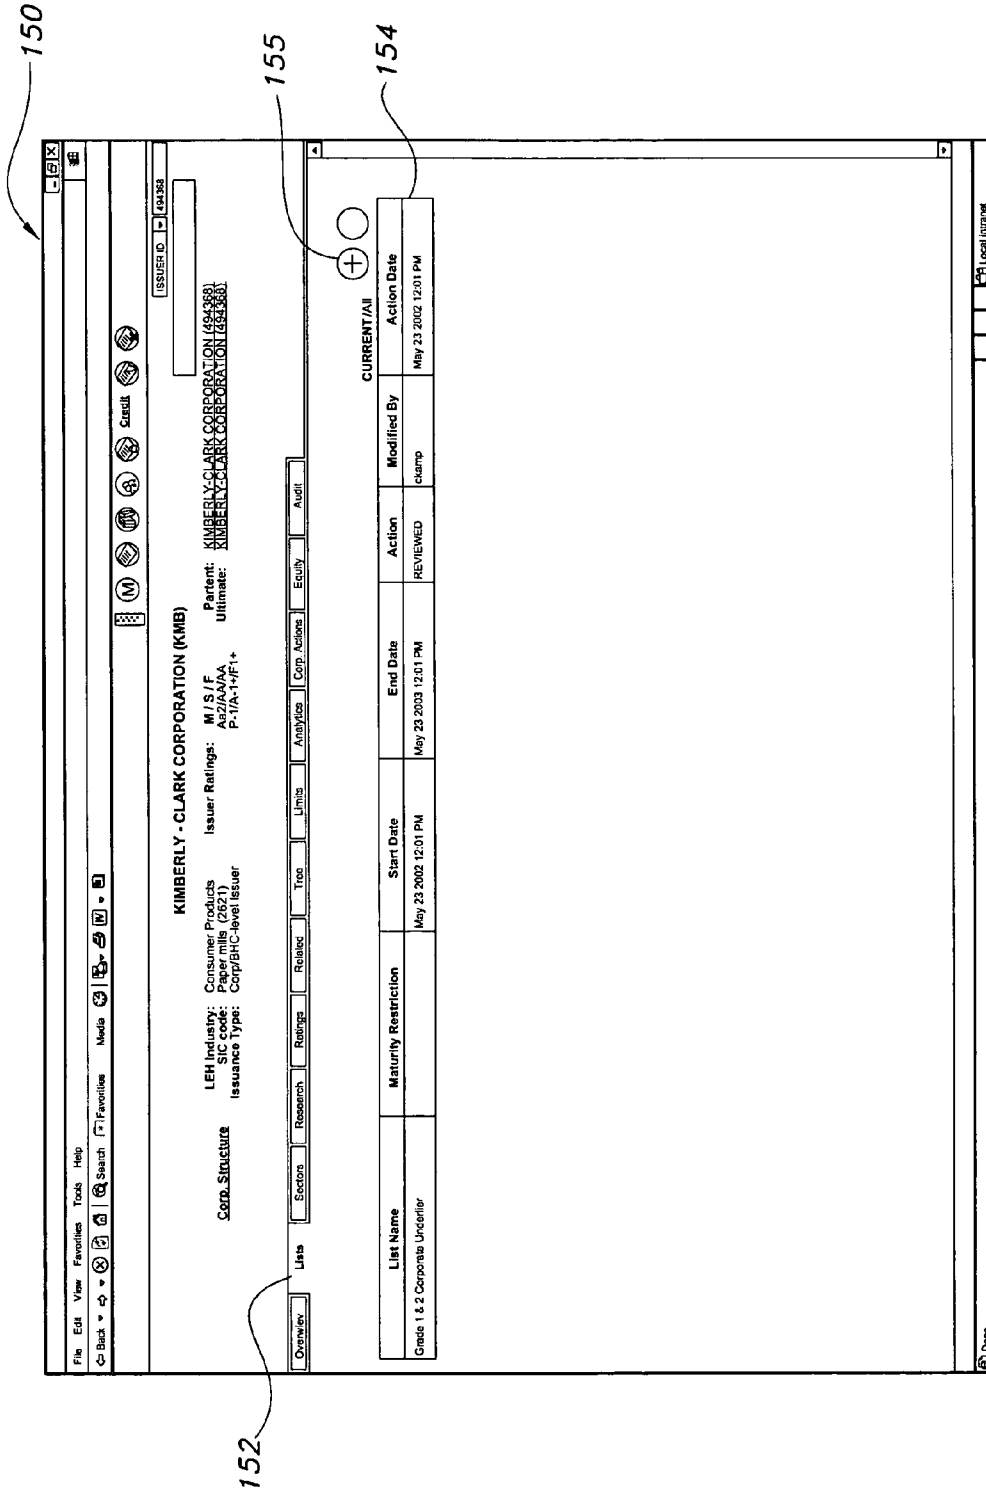 150
ISSUER ID 494368
File Edit View Favorites Tools Help
Back Search Favorites Media W
M Credit
KIMBERLY - CLARK CORPORATION (KMB)
Corp. Structure
LEH Industry: Consumer Products
SIC code: Paper mills (2621)
Issuance Type: Corp/BHC-level Issuer
Issuer Ratings: M / S / F
Aa2/AA/AA
P-1/A-1+/F1+
Partent: KIMBERLY-CLARK CORPORATION (494368)
Ultimate: KIMBERLY-CLARK CORPORATION (494368)
152
Overwiev Lists Sectors Research Ratings Related Tree Limits Analytics Corp. Actions Equity Audit
155
CURRENT/All
154
List Name Maturity Restriction Start Date End Date Action Modified By Action Date
Grade 1 & 2 Corporate Underlier May 23 2002 12:01 PM May 23 2003 12:01 PM REVIEWED ckamp May 23 2002 12:01 PM
Local intranet